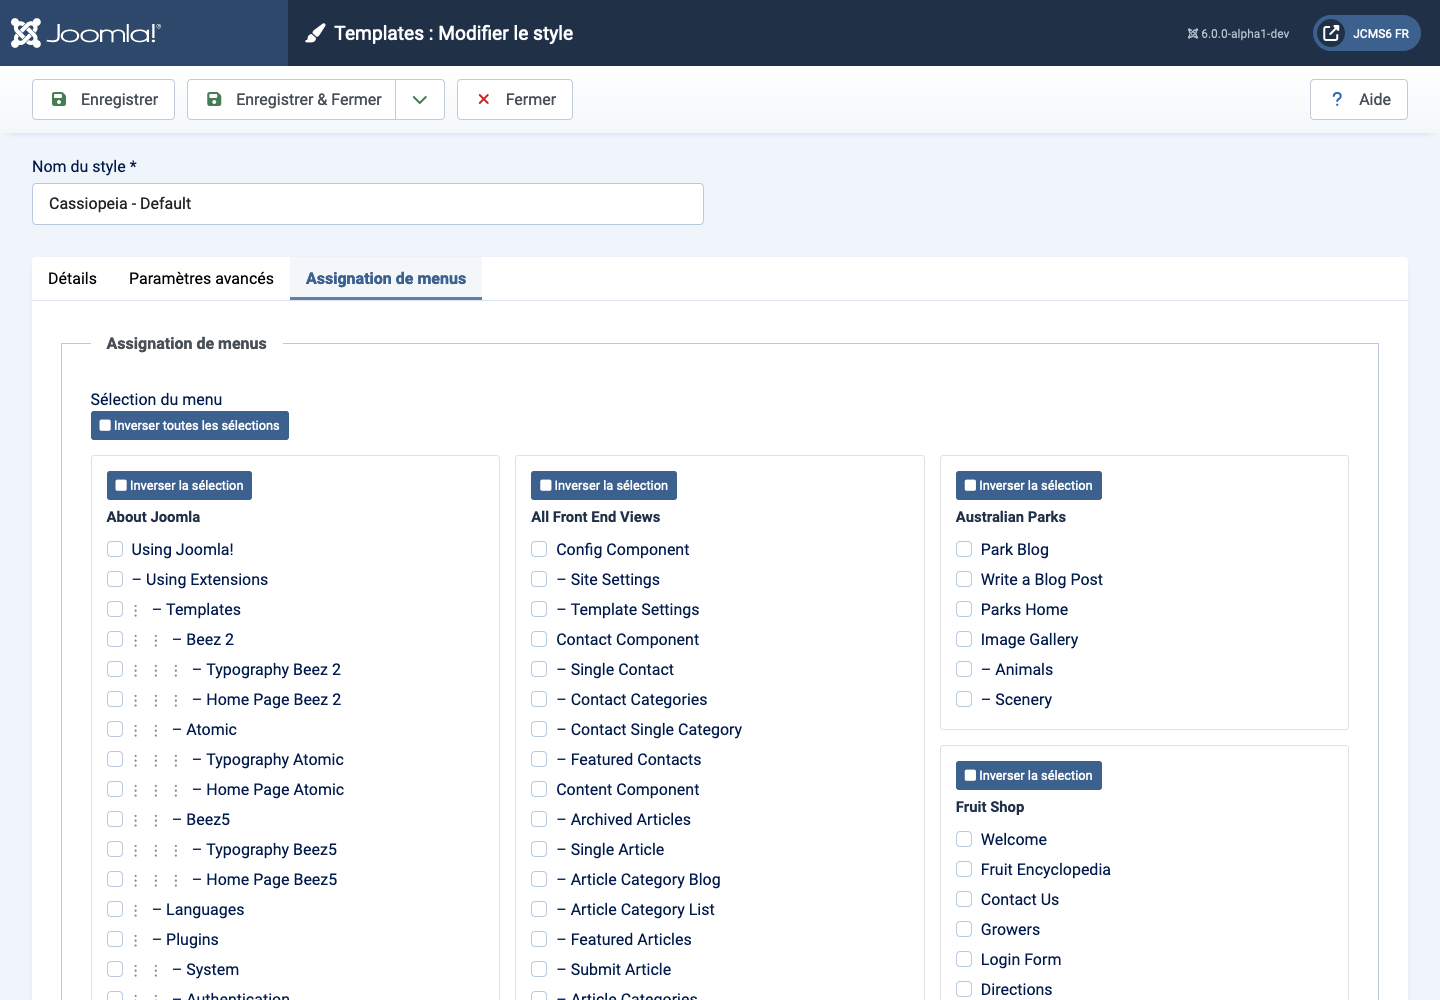 Joomla!®
Templates : Modifier le style
6.0.0-alpha1-dev
JCMS6 FR
Enregistrer
Enregistrer & Fermer
Fermer
? Aide
Nom du style *
Cassiopeia - Default
Détails
Paramètres avancés
Assignation de menus
Assignation de menus
Sélection du menu
Inverser toutes les sélections
Inverser la sélection
About Joomla
Using Joomla!
– Using Extensions
– Templates
– Beez 2
– Typography Beez 2
– Home Page Beez 2
– Atomic
– Typography Atomic
– Home Page Atomic
– Beez5
– Typography Beez5
– Home Page Beez5
– Languages
– Plugins
– System
– Authentication
Inverser la sélection
All Front End Views
Config Component
– Site Settings
– Template Settings
Contact Component
– Single Contact
– Contact Categories
– Contact Single Category
– Featured Contacts
Content Component
– Archived Articles
– Single Article
– Article Category Blog
– Article Category List
– Featured Articles
– Submit Article
– Article Categories
Inverser la sélection
Australian Parks
Park Blog
Write a Blog Post
Parks Home
Image Gallery
– Animals
– Scenery
Inverser la sélection
Fruit Shop
Welcome
Fruit Encyclopedia
Contact Us
Growers
Login Form
Directions